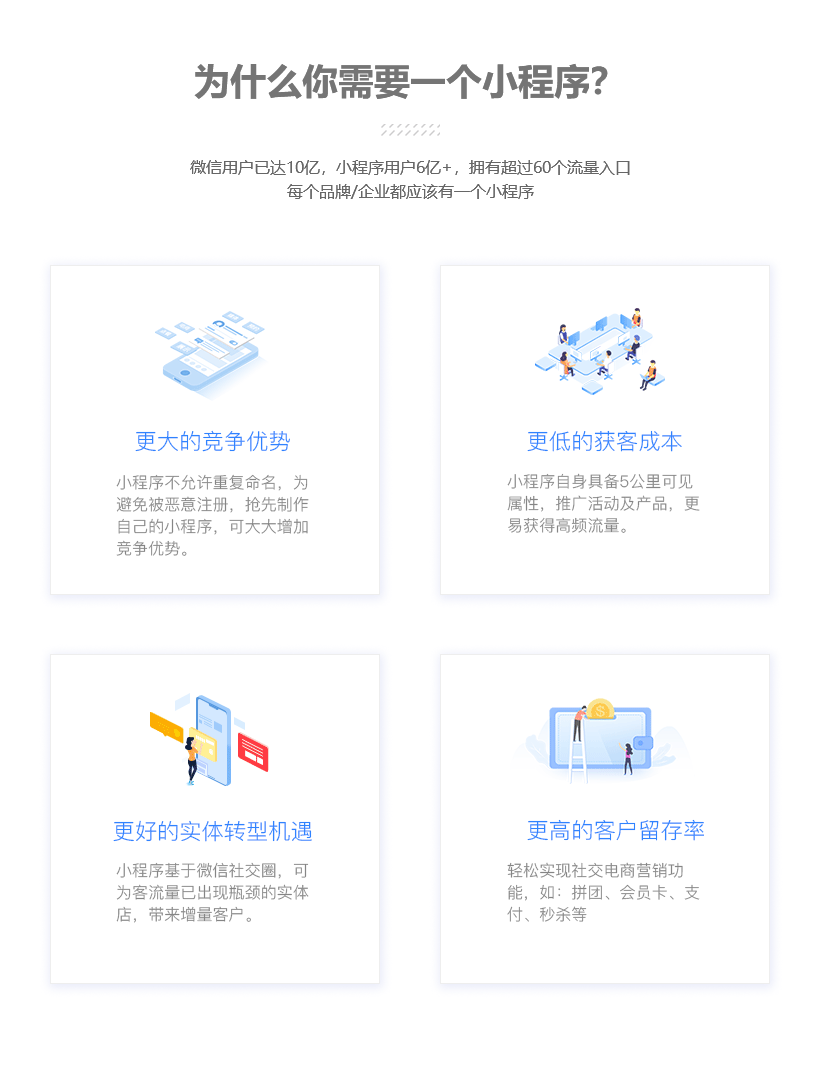 为什么你需要一个小程序?
微信用户已达10亿，小程序用户6亿+，拥有超过60个流量入口
每个品牌/企业都应该有一个小程序
更大的竞争优势
小程序不允许重复命名，为
避免被恶意注册，抢先制作
自己的小程序，可大大增加
竞争优势。
更低的获客成本
小程序自身具备5公里可见
属性，推广活动及产品，更
易获得高频流量。
更好的实体转型机遇
小程序基于微信社交圈，可
为客流量已出现瓶颈的实体
店，带来增量客户。
更高的客户留存率
轻松实现社交电商营销功
能，如：拼团、会员卡、支
付、秒杀等